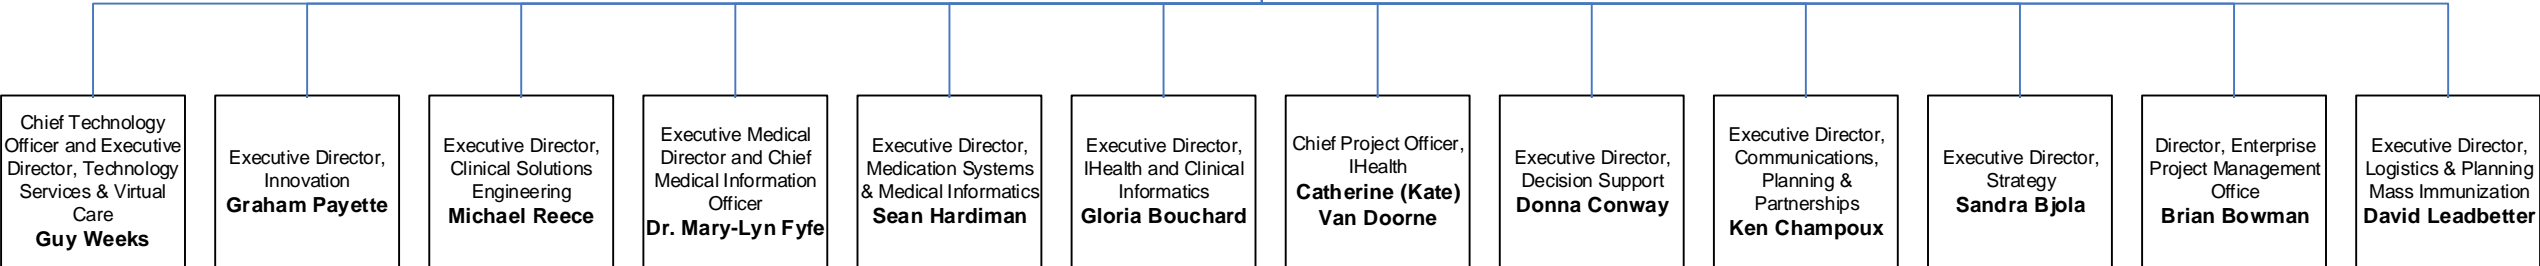 Chief Technology
Officer and Executive
Director, Technology
Services & Virtual
Care
Guy Weeks
Executive Director,
Innovation
Graham Payette
Executive Director,
Clinical Solutions
Engineering
Michael Reece
Executive Medical
Director and Chief
Medical Information
Officer
Dr. Mary-Lyn Fyfe
Executive Director,
Medication Systems
& Medical Informatics
Sean Hardiman
Executive Director,
IHealth and Clinical
Informatics
Gloria Bouchard
Chief Project Officer,
IHealth
Catherine (Kate)
Van Doorne
Executive Director,
Decision Support
Donna Conway
Executive Director,
Communications,
Planning &
Partnerships
Ken Champoux
Executive Director,
Strategy
Sandra Bjola
Director, Enterprise
Project Management
Office
Brian Bowman
Executive Director,
Logistics & Planning
Mass Immunization
David Leadbetter